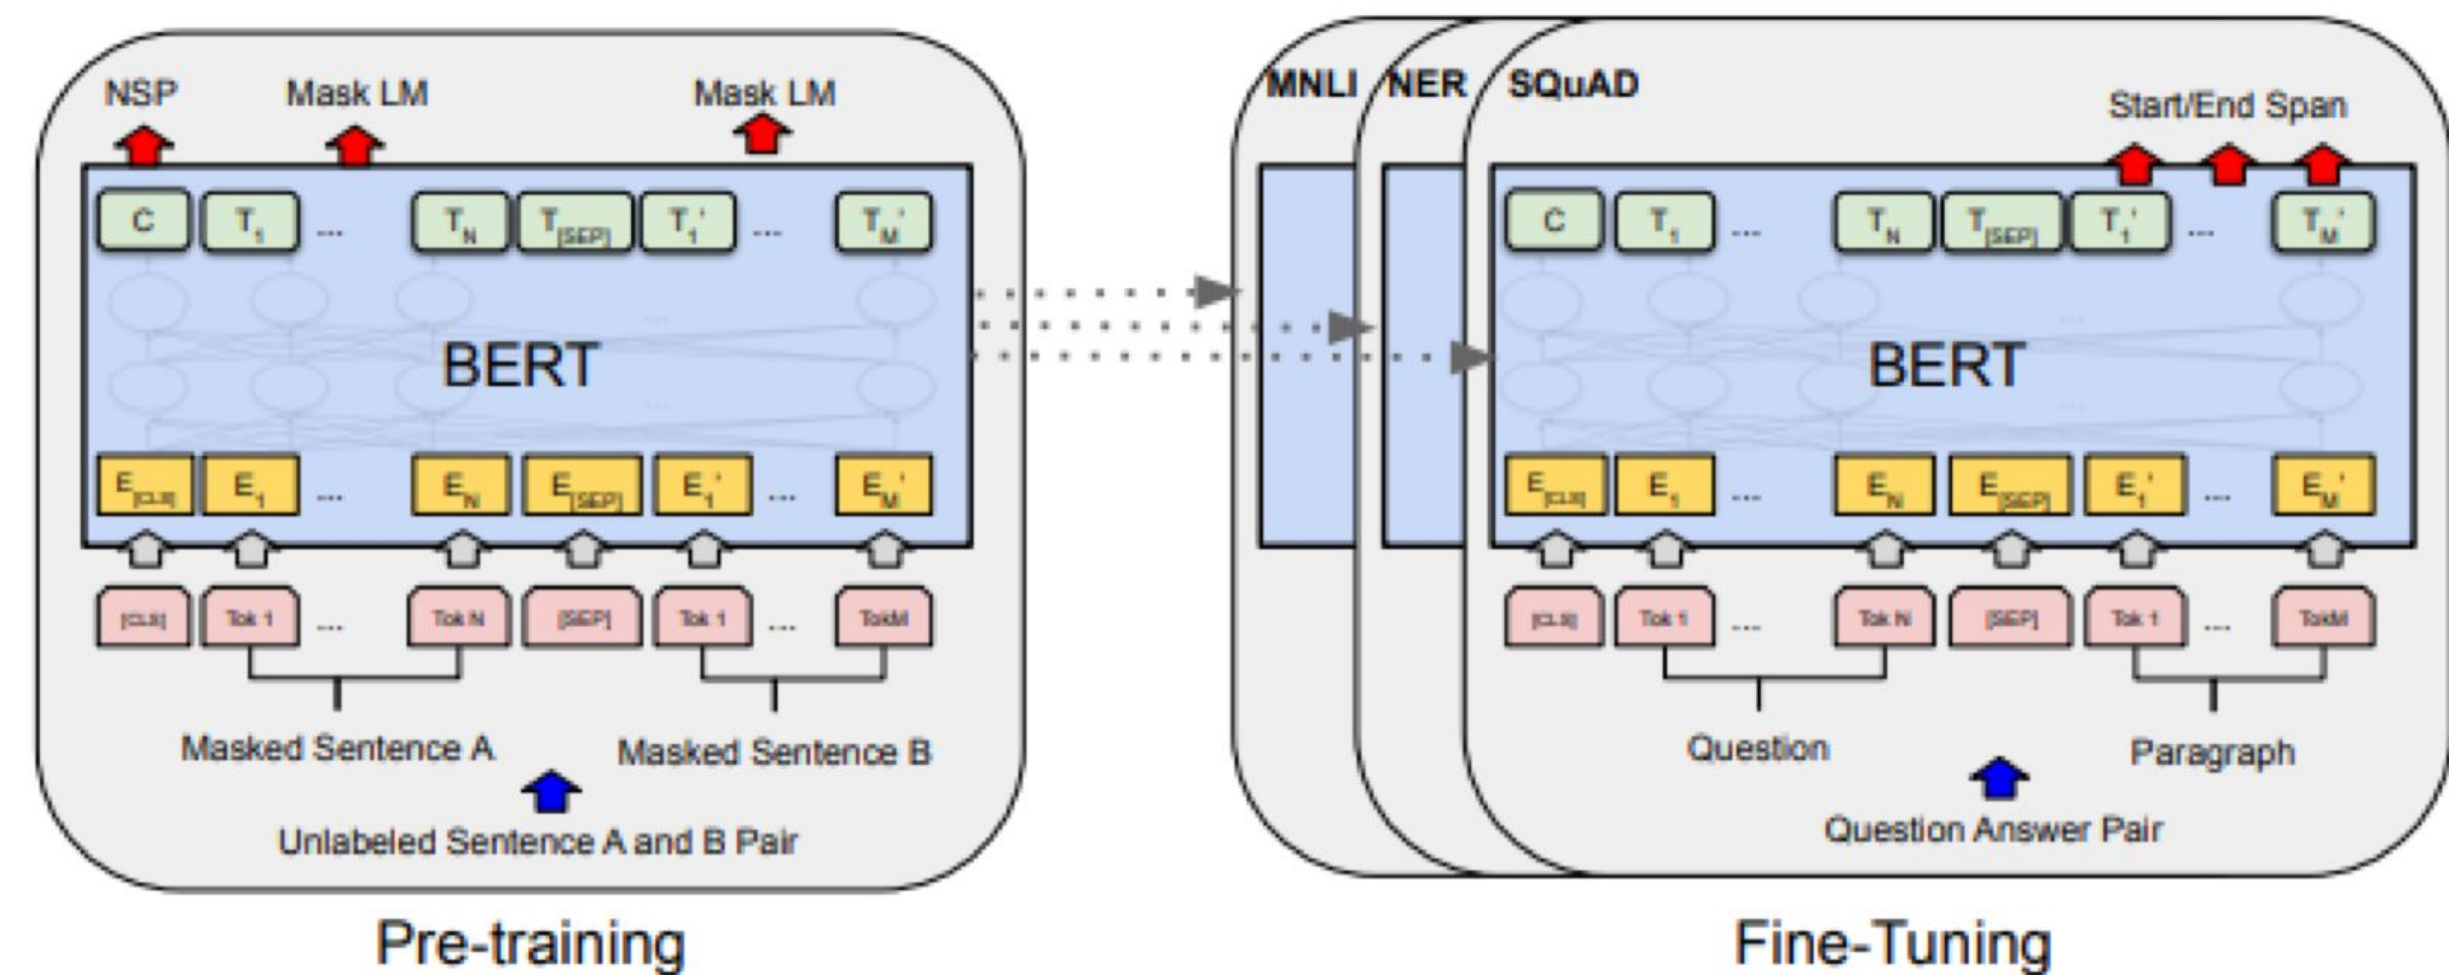 NSP Mask LM Mask LM
C T1 ... TN T[SEP] T1' ... TM'
BERT
E[CLS] E1 ... EN E[SEP] E1' ... EM'
[CLS] Tok 1 ... Tok N [SEP] Tok 1 ... TokM
Masked Sentence A Masked Sentence B
Unlabeled Sentence A and B Pair
Pre-training
MNLI NER SQuAD
Start/End Span
C T1 ... TN T[SEP] T1' ... TM'
BERT
E[CLS] E1 ... EN E[SEP] E1' ... EM'
[CLS] Tok 1 ... Tok N [SEP] Tok 1 ... TokM
Question Paragraph
Question Answer Pair
Fine-Tuning